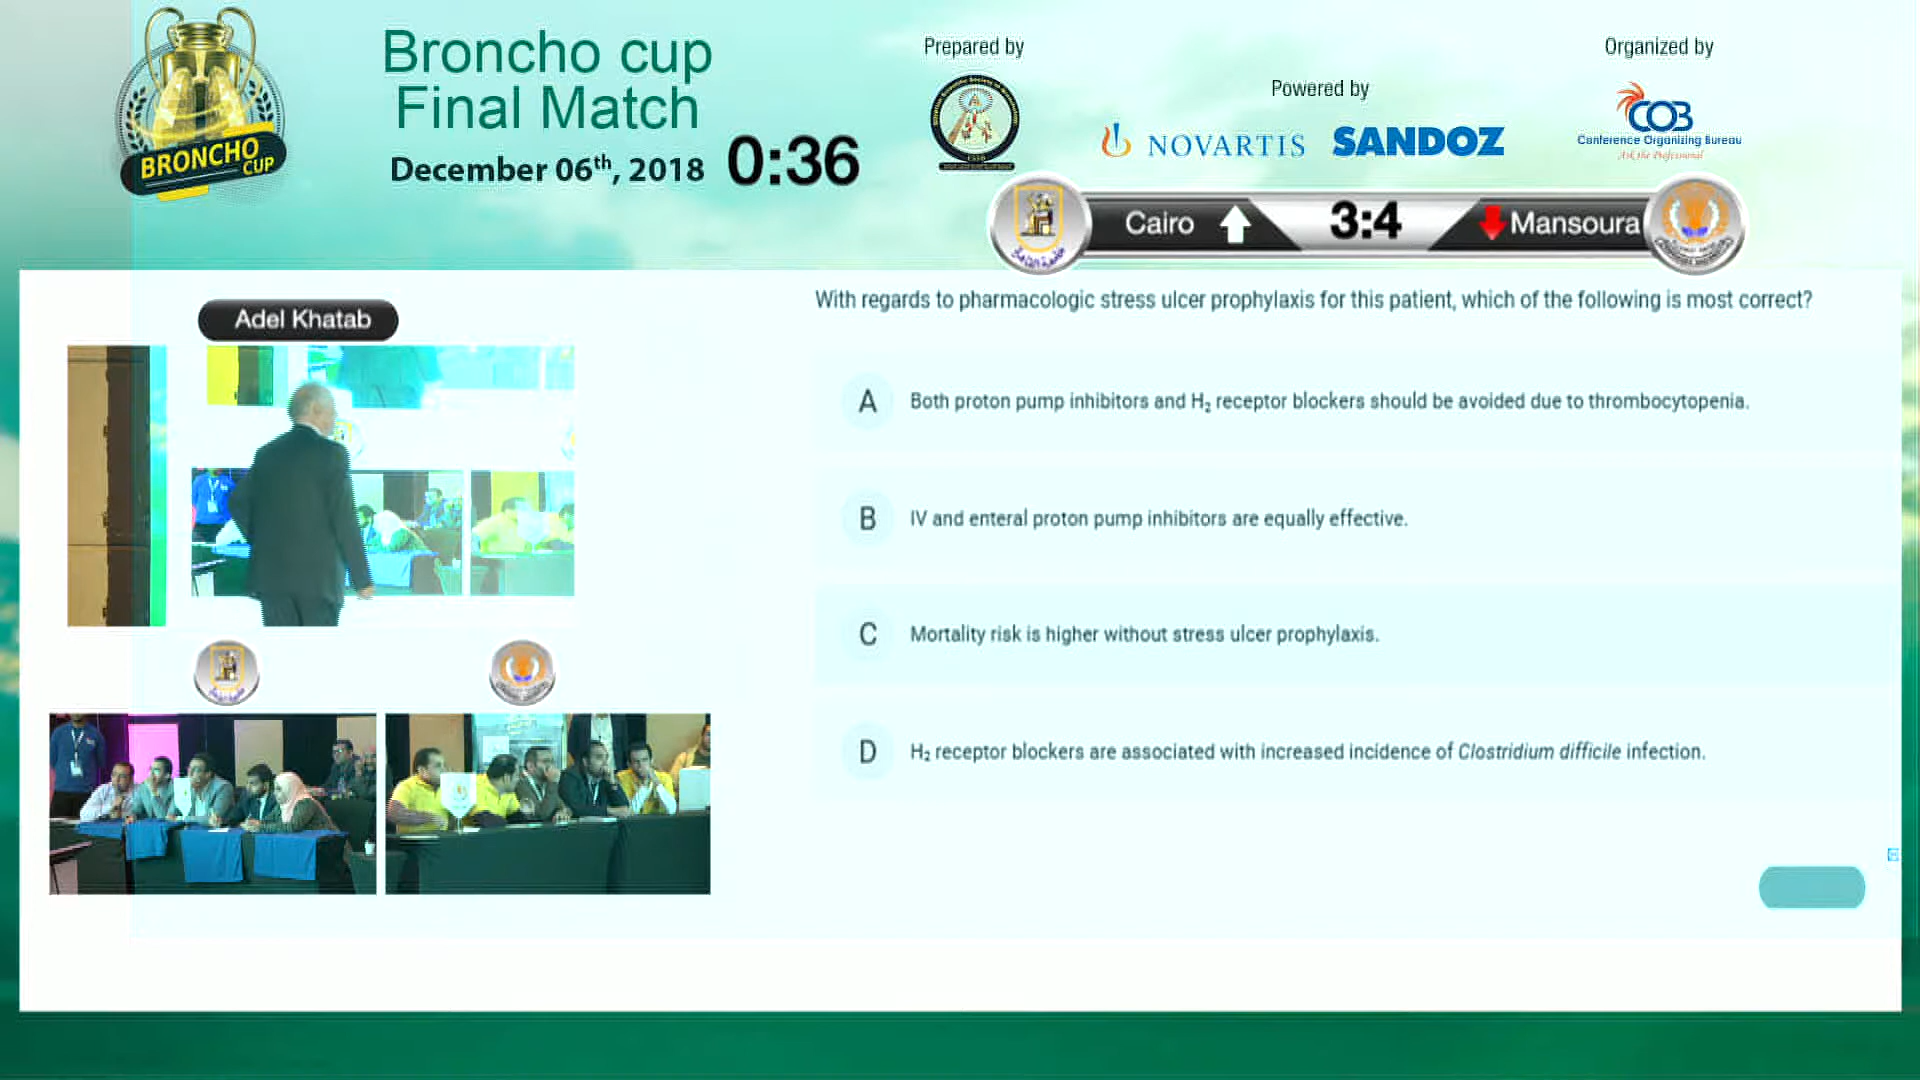 Broncho cup
Final Match
December 06th, 2018
0:36
BRONCHO
CUP
Prepared by
Powered by
NOVARTIS
SANDOZ
Organized by
COB
Conference Organizing Bureau
Ask the Professional
Cairo
3:4
Mansoura
Adel Khatab
With regards to pharmacologic stress ulcer prophylaxis for this patient, which of the following is most correct?
A Both proton pump inhibitors and H₂ receptor blockers should be avoided due to thrombocytopenia.
B IV and enteral proton pump inhibitors are equally effective.
C Mortality risk is higher without stress ulcer prophylaxis.
D H₂ receptor blockers are associated with increased incidence of Clostridium difficile infection.